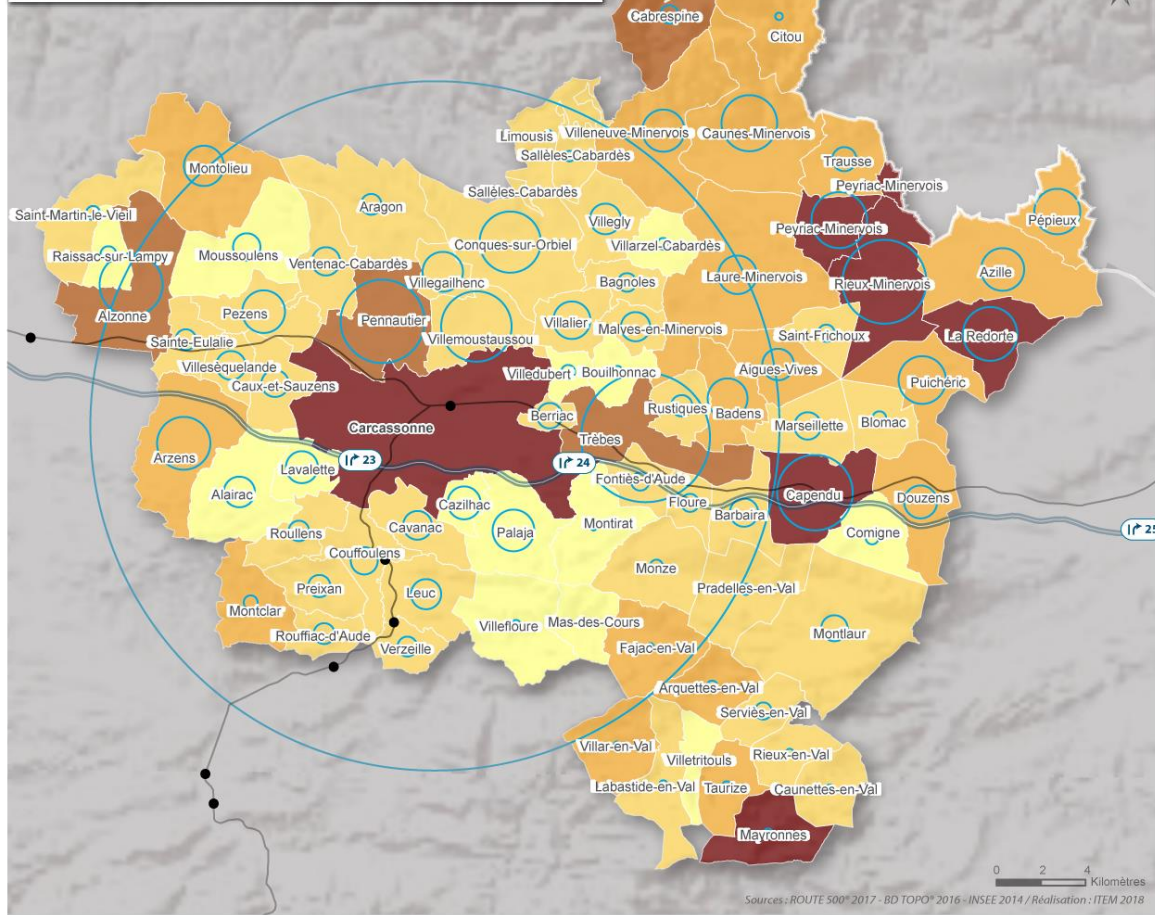 Cabrespine
Citou
Limousis
Villeneuve-Minervois
Caunes-Minervois
Sallèles-Cabardès
Trausse
Montolieu
Peyriac-Minervois
Sallèles-Cabardès
Aragon
Saint-Martin-le-Vieil
Villegly
Pépieux
Peyriac-Minervois
Conques-sur-Orbiel
Villarzel-Cabardès
Raissac-sur-Lampy
Moussoulens
Ventenac-Cabardès
Azille
Laure-Minervois
Villegailhenc
Bagnoles
Rieux-Minervois
Alzonne
Pezens
Pennautier
Villalier
Malves-en-Minervois
Saint-Frichoux
La Redorte
Villemoustaussou
Sainte-Eulalie
Villesèquelande
Villedubert
Bouilhonnac
Aigues-Vives
Puichéric
Caux-et-Sauzens
Rustiques
Badens
Berriac
Blomac
Carcassonne
Marseillette
Trèbes
Arzens
23
24
Lavalette
Fontiès-d'Aude
Alairac
Capendu
Douzens
Floure
Cazilhac
Barbaira
Montirat
Cavanac
Palaja
Comigne
25
Roullens
Couffoulens
Monze
Preixan
Leuc
Pradelles-en-Val
Montclar
Villefloure
Mas-des-Cours
Rouffiac-d'Aude
Montlaur
Verzeille
Fajac-en-Val
Arquettes-en-Val
Serviès-en-Val
Villar-en-Val
Rieux-en-Val
Villetritouls
Labastide-en-Val
Taurize
Caunettes-en-Val
Mayronnes
0 2 4
Kilomètres
Sources : ROUTE 500® 2017 - BD TOPO® 2016 - INSEE 2014 / Réalisation : ITEM 2018